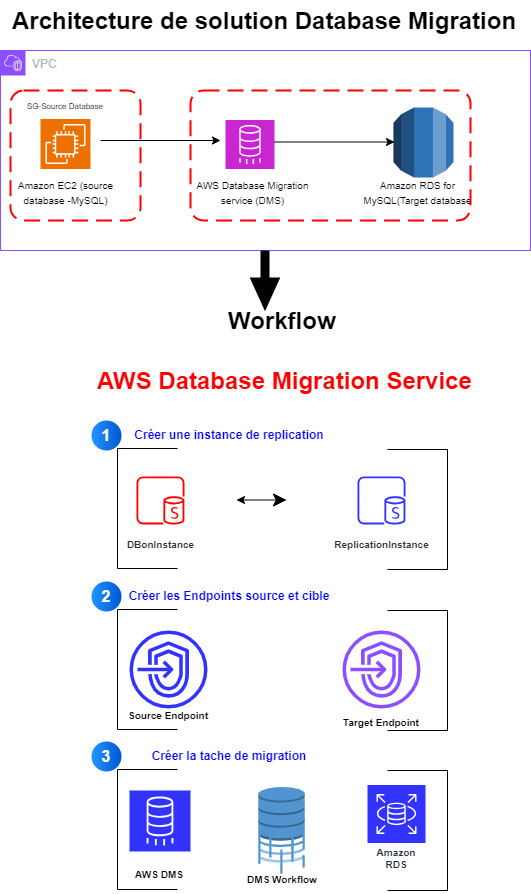 Architecture de solution Database Migration
VPC
SG-Source Database
Amazon EC2 (source
database -MySQL)
AWS Database Migration
service (DMS)
Amazon RDS for
MySQL(Target database
Workflow
AWS Database Migration Service
1 Créer une instance de replication
S
S
DBonInstance
ReplicationInstance
2 Créer les Endpoints source et cible
Source Endpoint
Target Endpoint
3 Créer la tache de migration
AWS DMS
DMS Workflow
Amazon
RDS